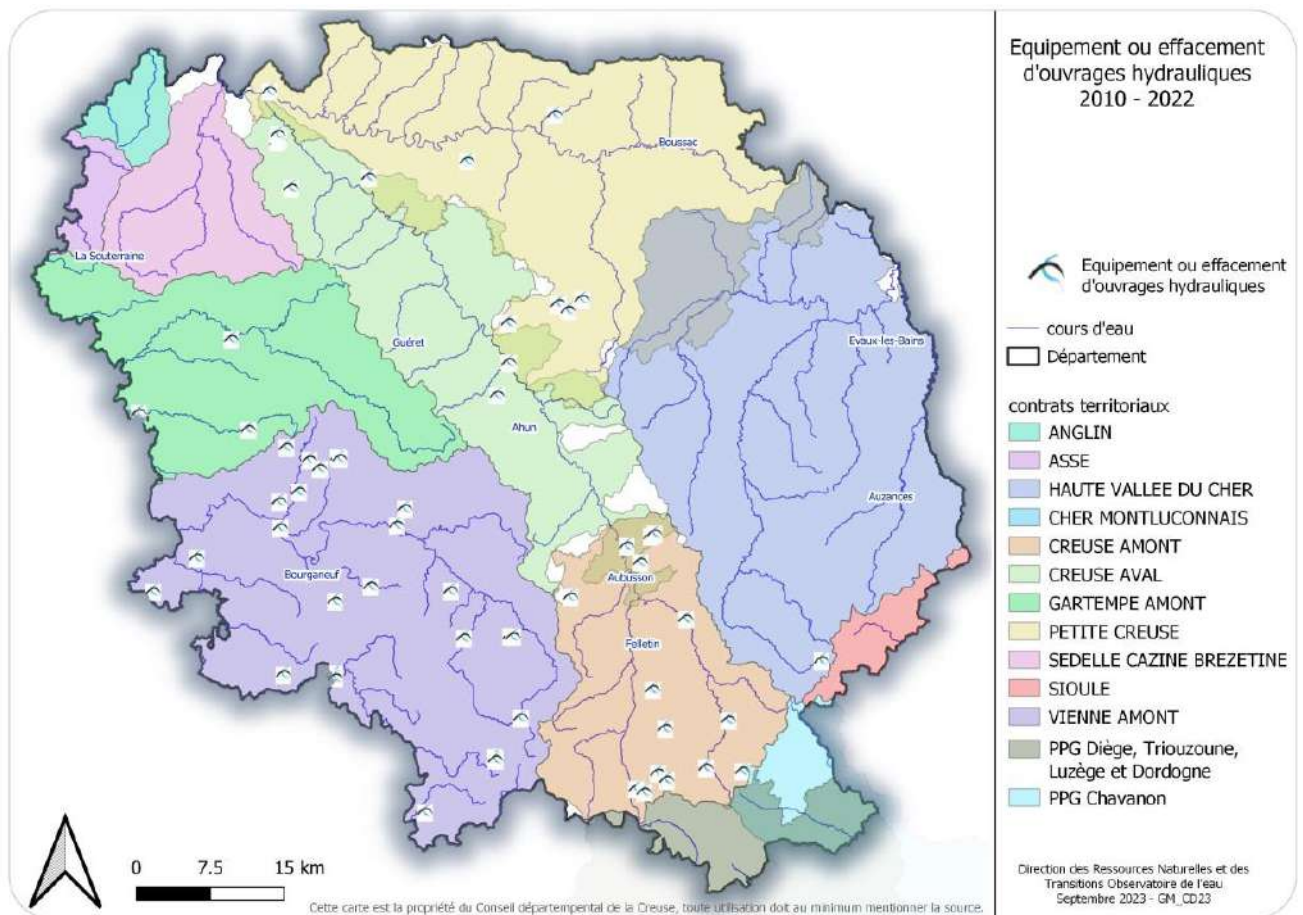 Equipement ou effacement
d'ouvrages hydrauliques
2010 - 2022
Equipement ou effacement
d'ouvrages hydrauliques
cours d'eau
Département
contrats territoriaux
ANGLIN
ASSE
HAUTE VALLEE DU CHER
CHER MONTLUCONNAIS
CREUSE AMONT
CREUSE AVAL
GARTEMPE AMONT
PETITE CREUSE
SEDELLE CAZINE BREZETINE
SIOULE
VIENNE AMONT
PPG Diège, Triouzoune,
Luzège et Dordogne
PPG Chavanon
Direction des Ressources Naturelles et des
Transitions Observatoire de l'eau
Septembre 2023 - GM_CD23
Boussac
La Souterraine
Guéret
Evaux-les-Bains
Ahun
Auzances
Bourganeuf
Aubusson
Felletin
0 7.5 15 km
Cette carte est la propriété du Conseil départempental de la Creuse, toute utilisation doit au minimum mentionner la source.